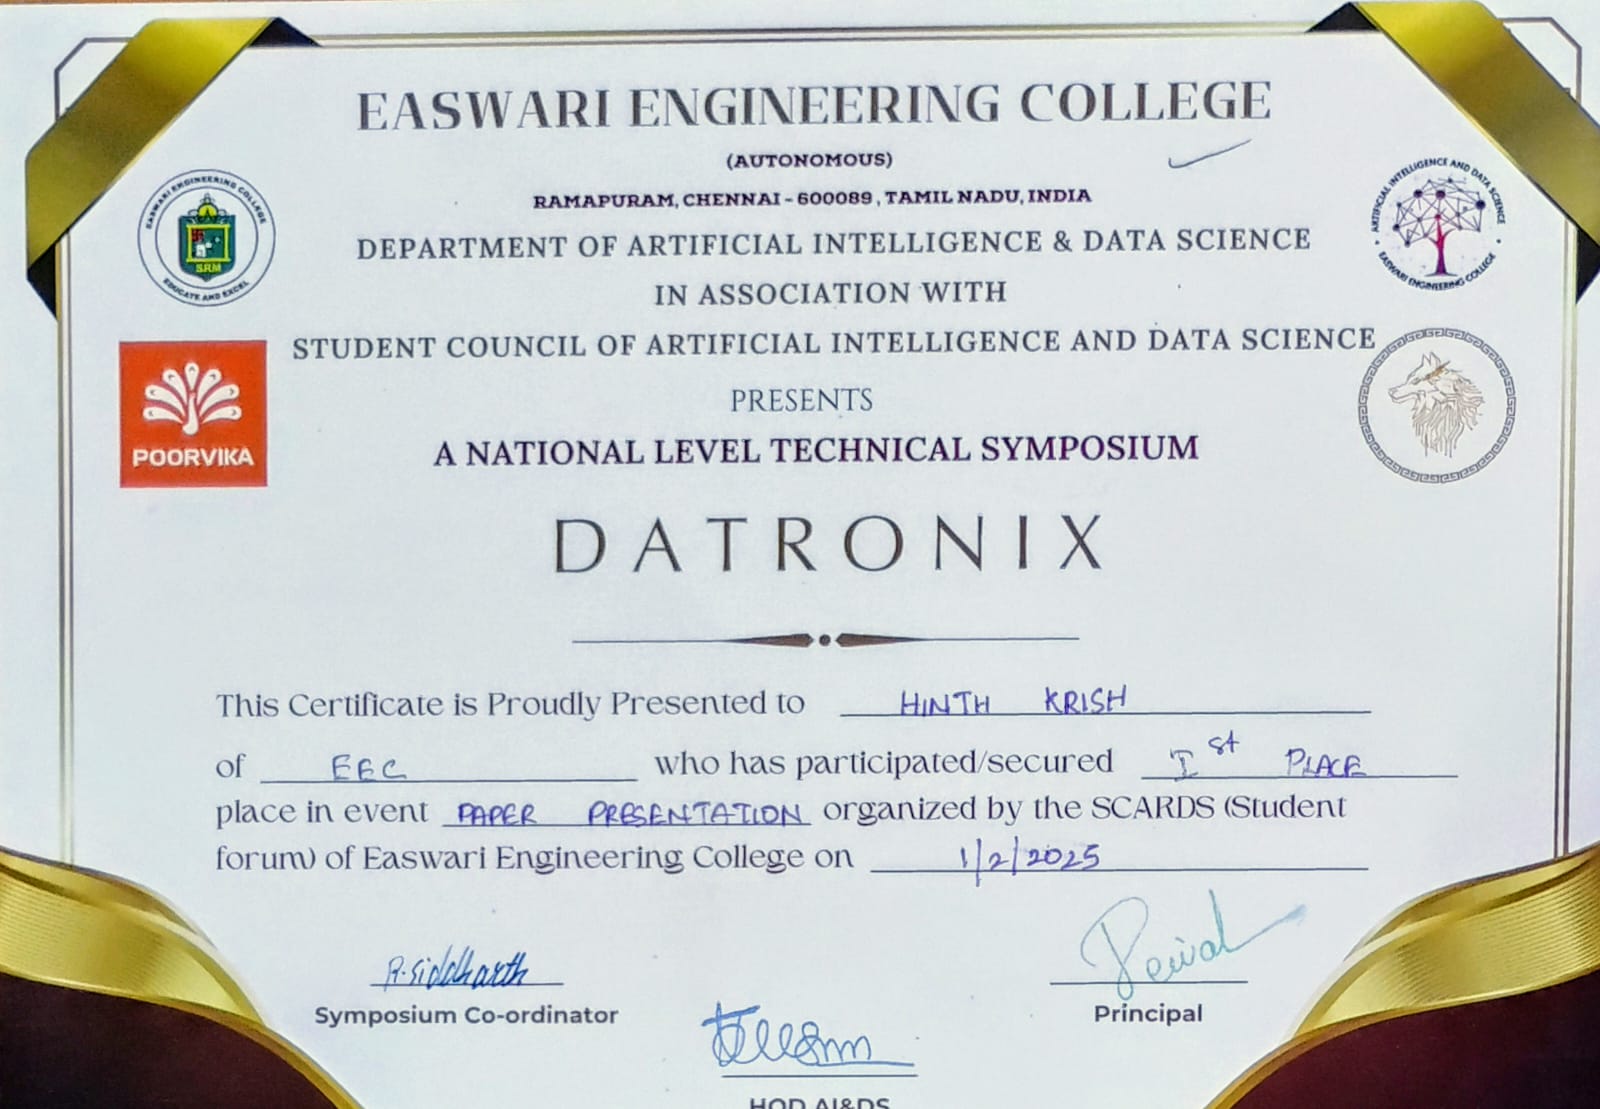 EASWARI ENGINEERING COLLEGE
(AUTONOMOUS)
RAMAPURAM, CHENNAI - 600089, TAMIL NADU, INDIA
DEPARTMENT OF ARTIFICIAL INTELLIGENCE & DATA SCIENCE
IN ASSOCIATION WITH
STUDENT COUNCIL OF ARTIFICIAL INTELLIGENCE AND DATA SCIENCE
PRESENTS
A NATIONAL LEVEL TECHNICAL SYMPOSIUM
DATRONIX
EASWARI ENGINEERING COLLEGE
SRM
EDUCATE AND EXCEL
POORVIKA
ARTIFICIAL INTELLIGENCE AND DATA SCIENCE
EASWARI ENGINEERING COLLEGE
This Certificate is Proudly Presented to HINTH KRISH
of EEC who has participated/secured Ist PLACE
place in event PAPER PRESENTATION organized by the SCARDS (Student
forum) of Easwari Engineering College on 1/2/2025
R.Siddharth
Symposium Co-ordinator
Principal
HOD AI&DS